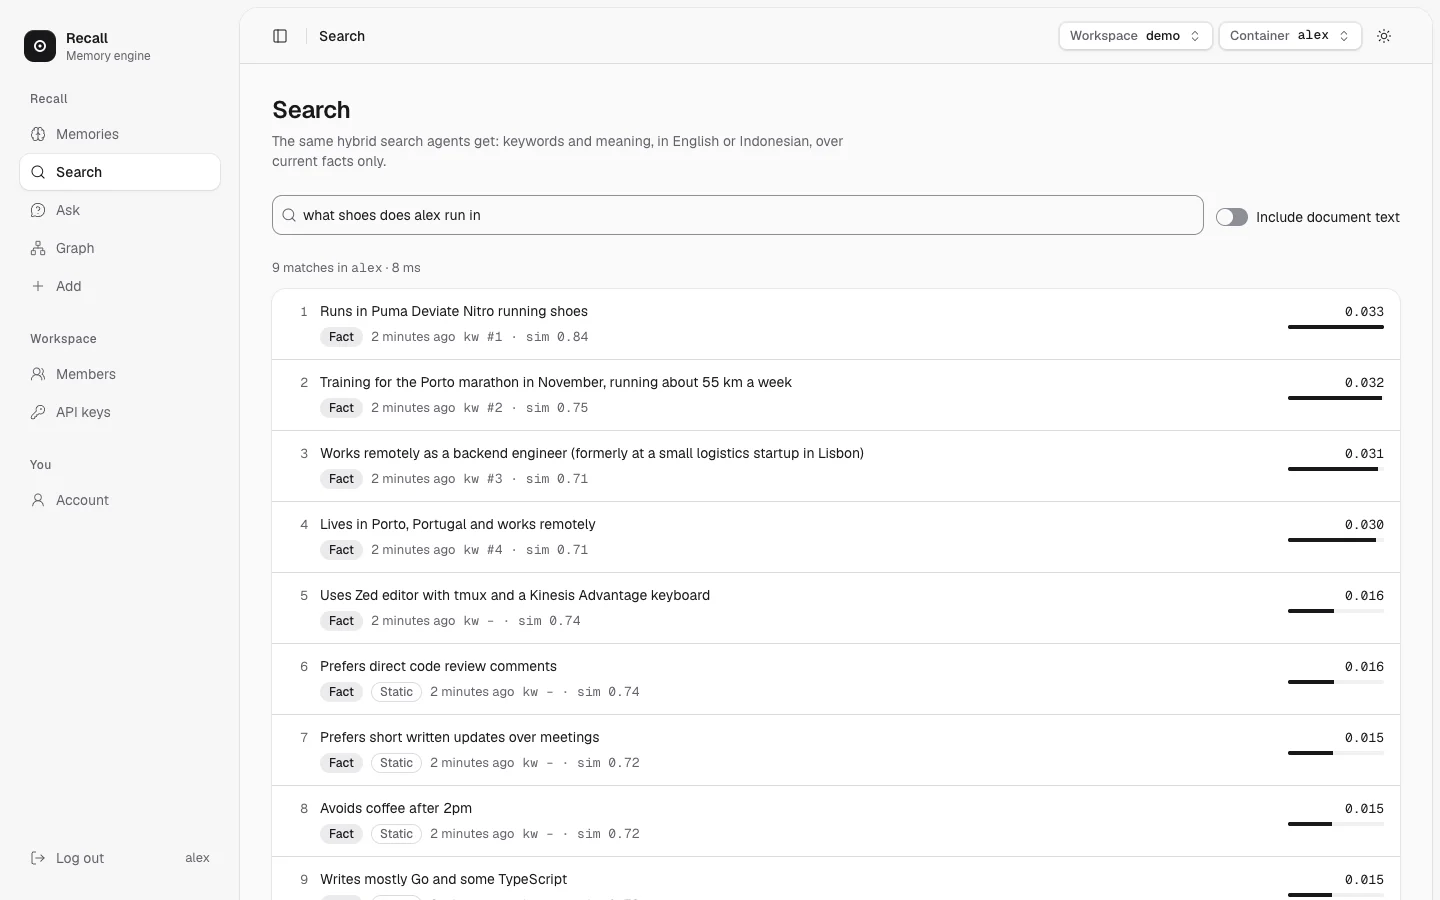 Recall
Memory engine
Recall
Memories
Search
Ask
Graph
Add
Workspace
Members
API keys
You
Account
Log out alex
Search
Workspace demo
Container alex
Search
The same hybrid search agents get: keywords and meaning, in English or Indonesian, over
current facts only.
what shoes does alex run in
Include document text
9 matches in alex · 8 ms
1 Runs in Puma Deviate Nitro running shoes 0.033
Fact 2 minutes ago kw #1 · sim 0.84
2 Training for the Porto marathon in November, running about 55 km a week 0.032
Fact 2 minutes ago kw #2 · sim 0.75
3 Works remotely as a backend engineer (formerly at a small logistics startup in Lisbon) 0.031
Fact 2 minutes ago kw #3 · sim 0.71
4 Lives in Porto, Portugal and works remotely 0.030
Fact 2 minutes ago kw #4 · sim 0.71
5 Uses Zed editor with tmux and a Kinesis Advantage keyboard 0.016
Fact 2 minutes ago kw – · sim 0.74
6 Prefers direct code review comments 0.016
Fact Static 2 minutes ago kw – · sim 0.74
7 Prefers short written updates over meetings 0.015
Fact Static 2 minutes ago kw – · sim 0.72
8 Avoids coffee after 2pm 0.015
Fact Static 2 minutes ago kw – · sim 0.72
9 Writes mostly Go and some TypeScript 0.015